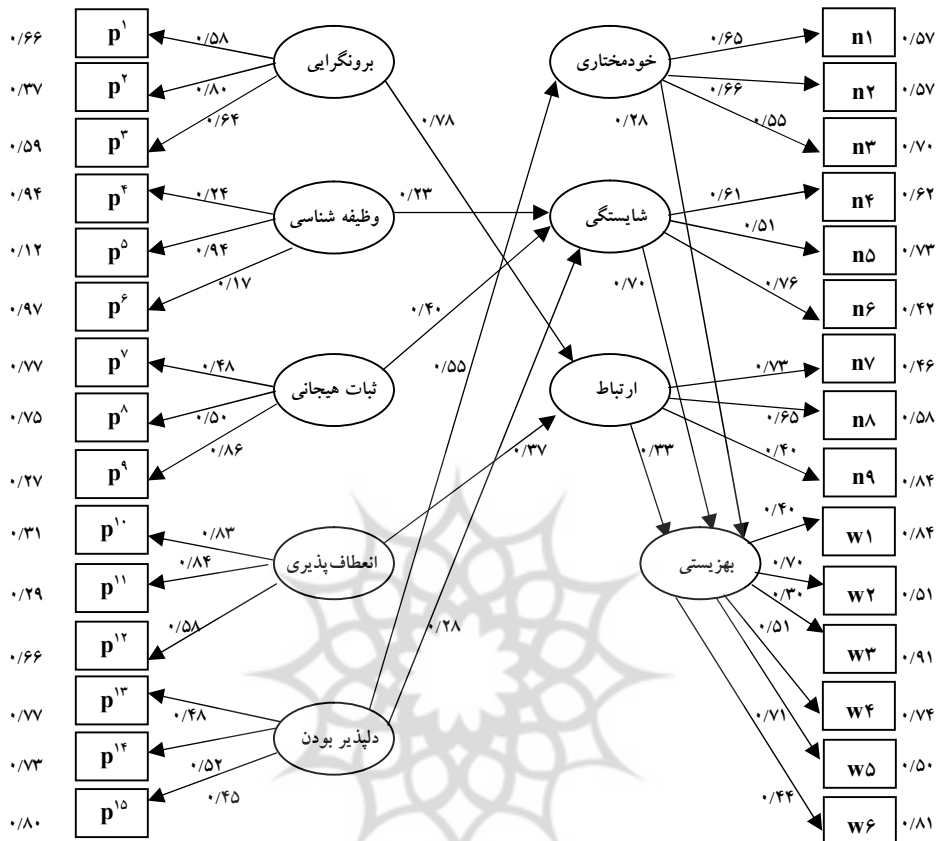 ۰/۶۶ p۱ ۰/۵۸ برونگرایی خودمختاری ۰/۶۵ n۱ ۰/۵۷
۰/۳۷ p۲ ۰/۸۰ ۰/۶۶ n۲ ۰/۵۷
۰/۵۹ p۳ ۰/۶۴ ۰/۷۸ ۰/۲۸ ۰/۵۵ n۳ ۰/۷۰
۰/۹۴ p۴ ۰/۲۴ وظیفه شناسی ۰/۲۳ شایستگی ۰/۶۱ n۴ ۰/۶۲
۰/۱۲ p۵ ۰/۹۴ ۰/۵۱ n۵ ۰/۷۳
۰/۹۷ p۶ ۰/۱۷ ۰/۴۰ ۰/۷۰ ۰/۷۶ n۶ ۰/۴۲
۰/۷۷ p۷ ۰/۴۸ ثبات هیجانی ۰/۵۵ ارتباط ۰/۷۳ n۷ ۰/۴۶
۰/۷۵ p۸ ۰/۵۰ ۰/۶۵ n۸ ۰/۵۸
۰/۲۷ p۹ ۰/۸۶ ۰/۳۷ ۰/۳۳ ۰/۴۰ n۹ ۰/۸۴
۰/۳۱ p۱۰ ۰/۸۳ انعطاف‌پذیری بهزیستی ۰/۴۰ w۱ ۰/۸۴
۰/۲۹ p۱۱ ۰/۸۴ ۰/۷۰ w۲ ۰/۵۱
۰/۶۶ p۱۲ ۰/۵۸ ۰/۲۸ ۰/۳۰ w۳ ۰/۹۱
۰/۷۷ p۱۳ ۰/۴۸ دلپذیر بودن ۰/۵۱ w۴ ۰/۷۴
۰/۷۳ p۱۴ ۰/۵۲ ۰/۷۱ w۵ ۰/۵۰
۰/۸۰ p۱۵ ۰/۴۵ ۰/۴۴ w۶ ۰/۸۱